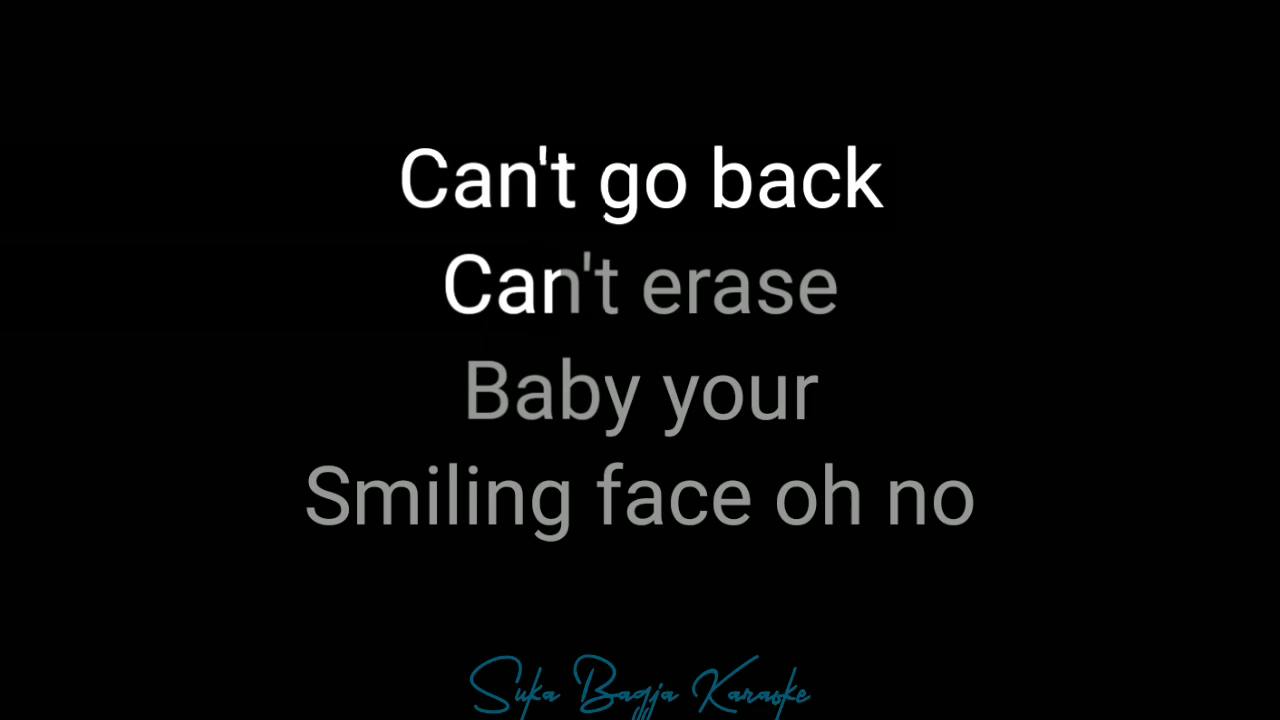 Can't go back
Can't erase
Baby your
Smiling face oh no
Suka Bagja Karaoke